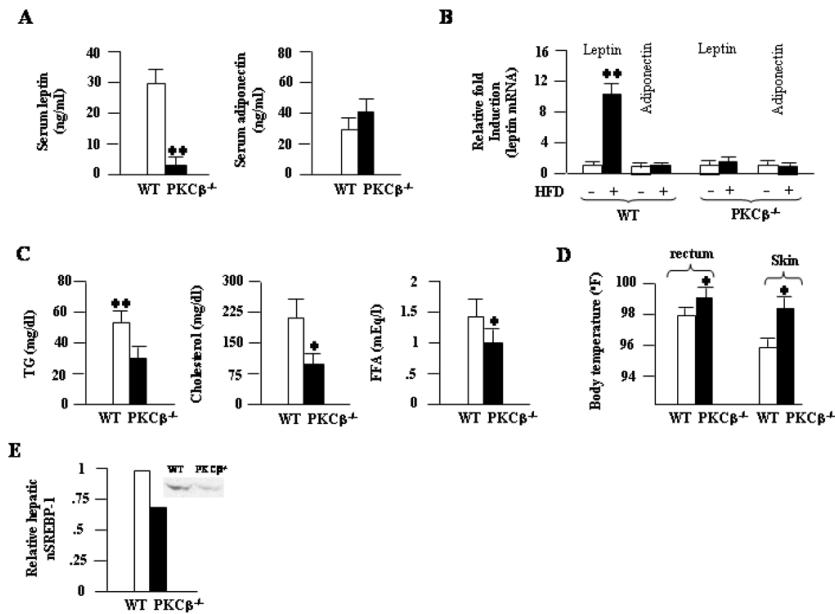 A
Serum leptin
(ng/ml)
40
30
20
10
0
WT PKCβ-/-
Serum adiponectin
(ng/ml)
80
60
40
20
0
WT PKCβ-/-
B
Relative fold
Induction
(leptin mRNA)
16
12
8
4
0
Leptin
Adiponectin
Leptin
Adiponectin
HFD - + - + - + - +
WT PKCβ-/-
C
TG (mg/dl)
80
60
40
20
0
WT PKCβ-/-
Cholesterol (mg/dl)
300
225
150
75
0
WT PKCβ-/-
FFA (mEq/l)
2
1.5
1
.5
0
WT PKCβ-/-
D
Body temperature (°F)
100
98
96
94
rectum
Skin
WT PKCβ-/-
WT PKCβ-/-
E
Relative hepatic
nSREBP-1
1
.75
.5
.25
0
WT PKCβ-/-
WT PKCβ-/-